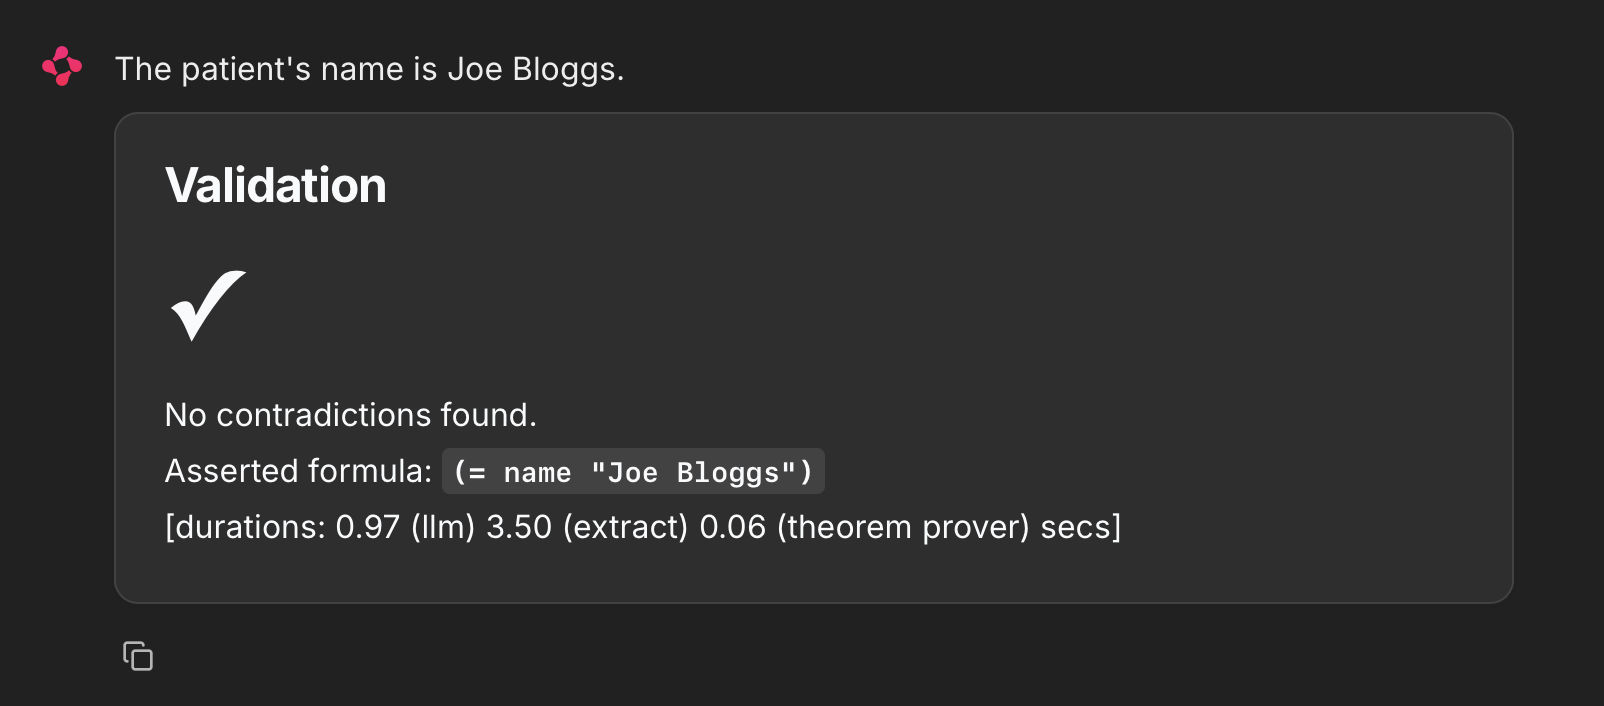 The patient's name is Joe Bloggs.
Validation
✓
No contradictions found.
Asserted formula: (= name "Joe Bloggs")
[durations: 0.97 (llm) 3.50 (extract) 0.06 (theorem prover) secs]